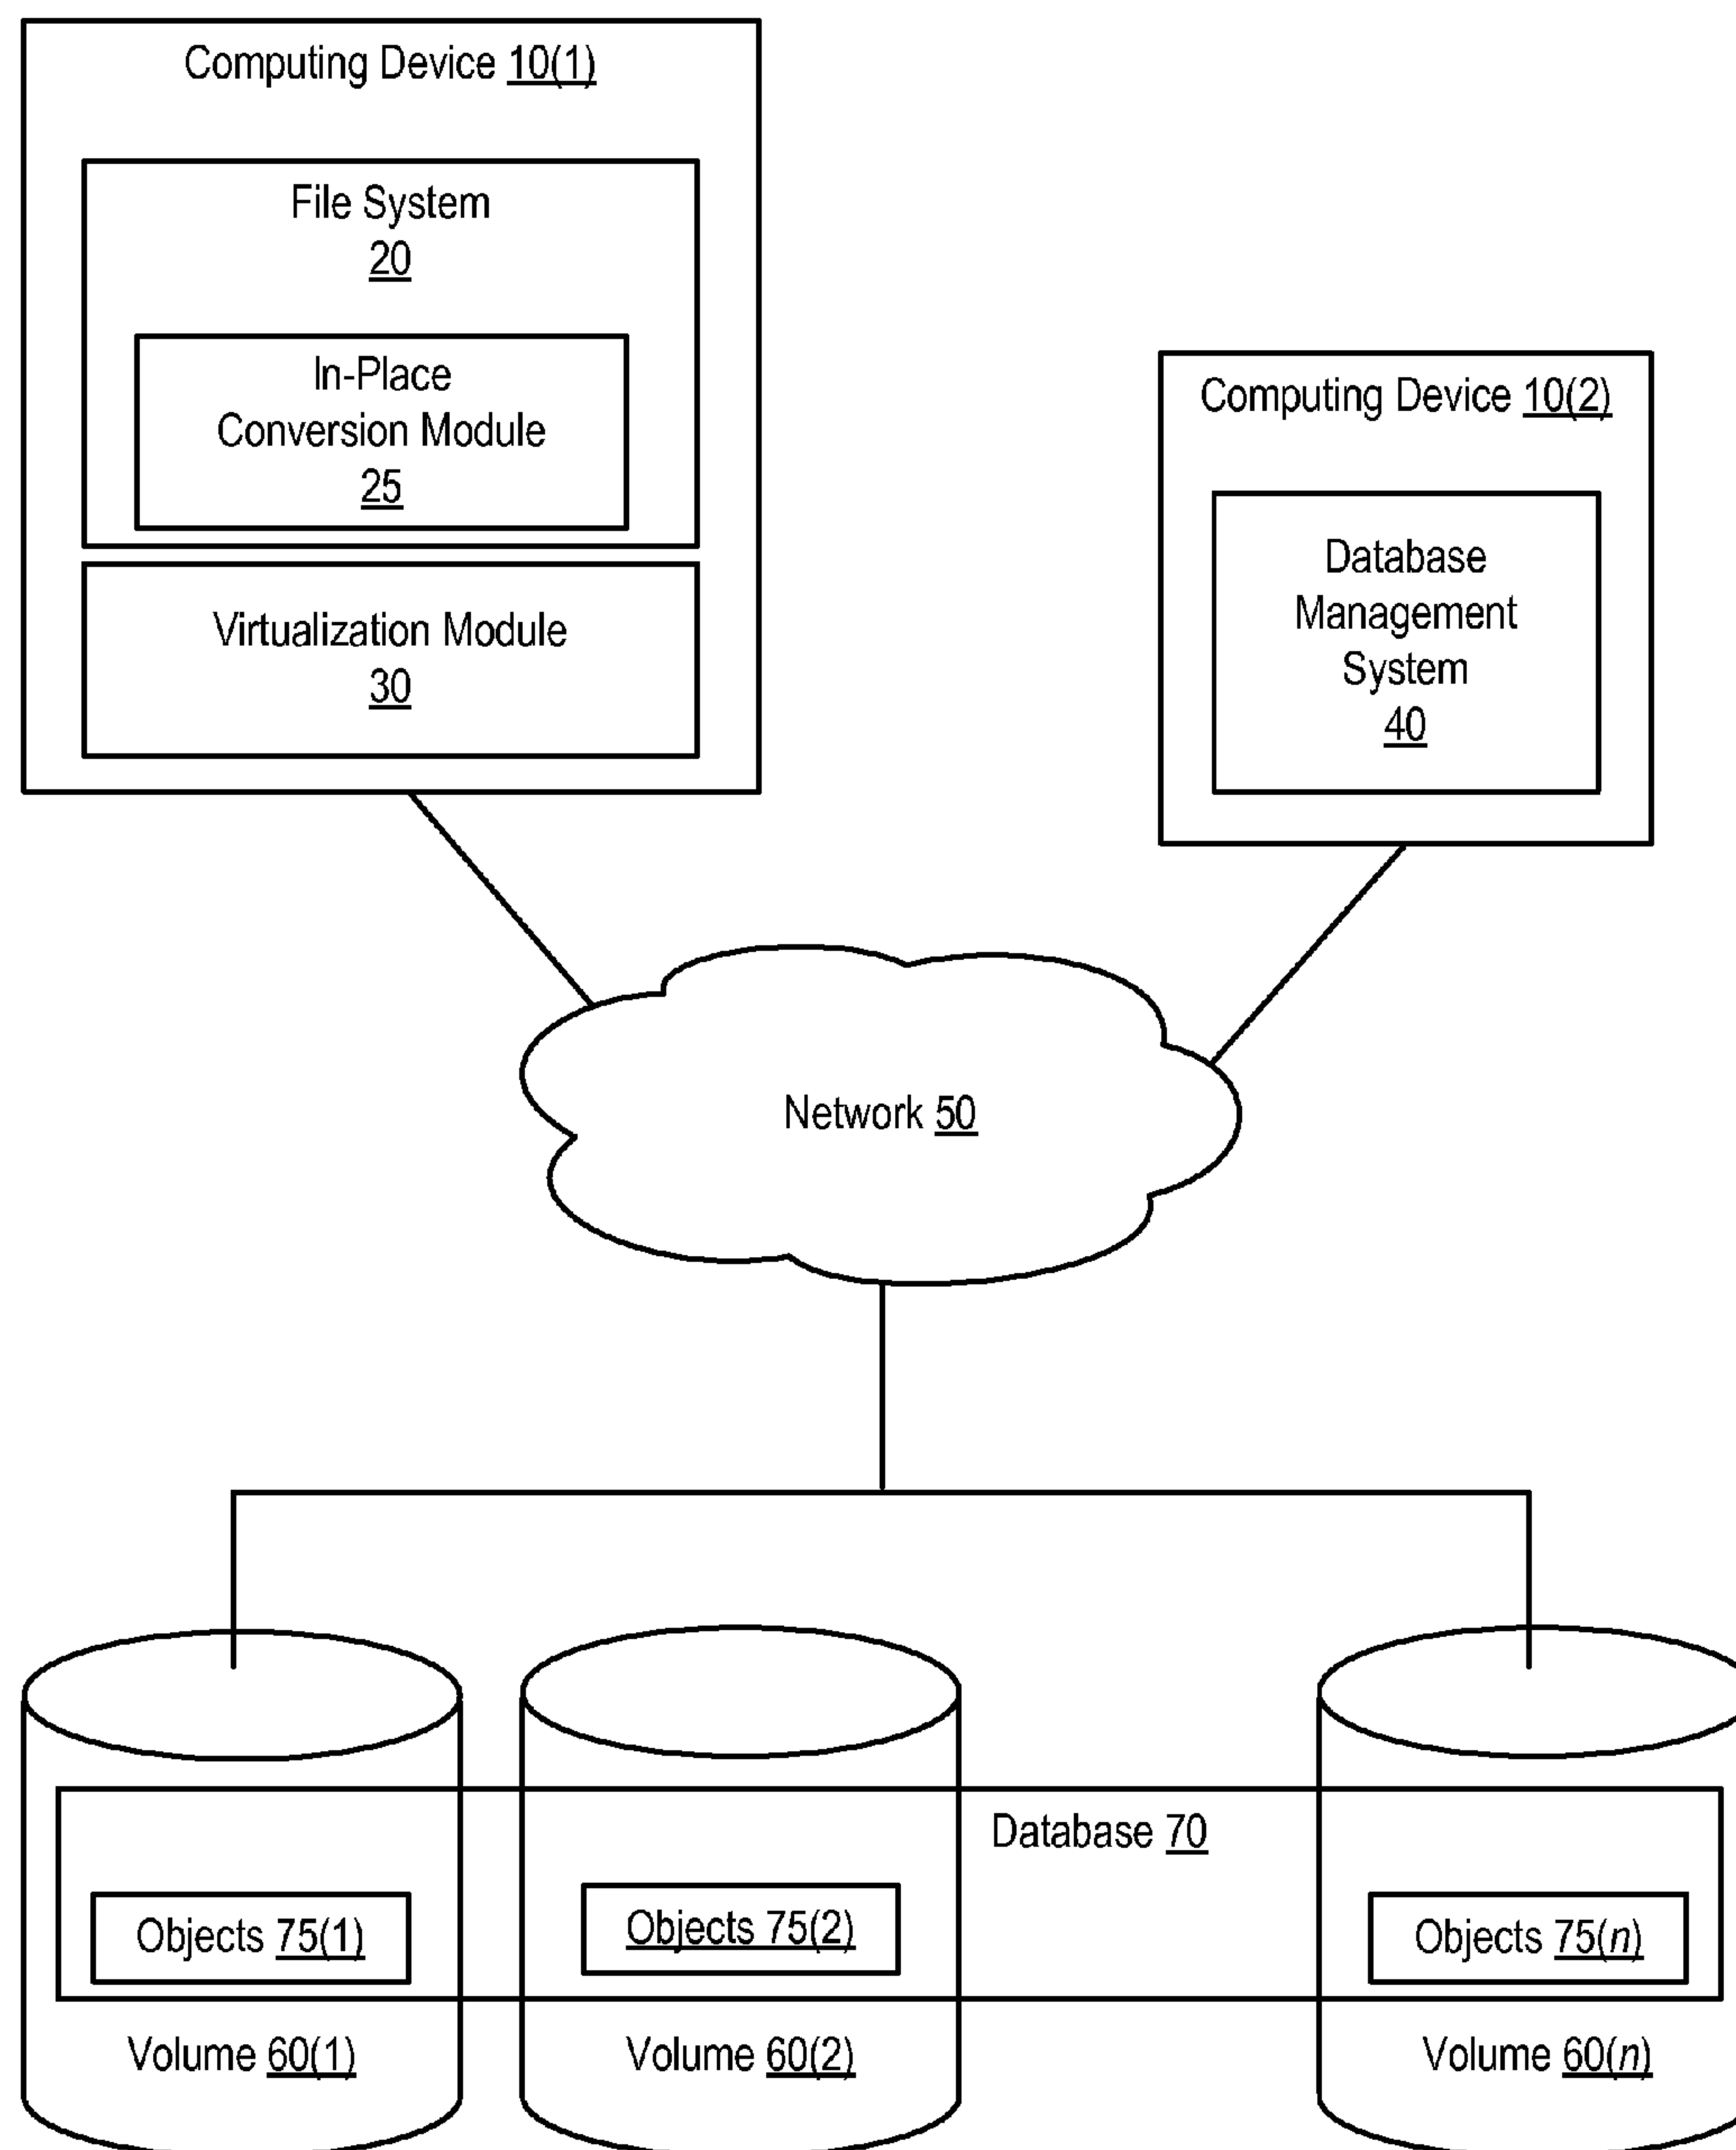 Computing Device 10(1)
File System
20
In-Place
Conversion Module
25
Virtualization Module
30
Computing Device 10(2)
Database
Management
System
40
Network 50
Database 70
Objects 75(1)
Objects 75(2)
Objects 75(n)
Volume 60(1)
Volume 60(2)
Volume 60(n)